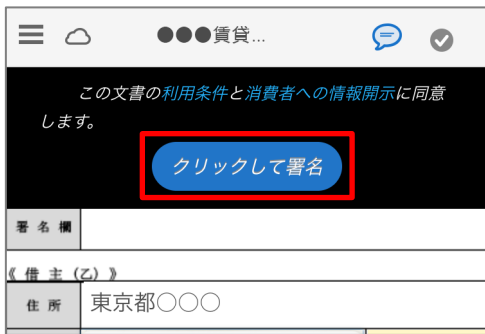 ●●●賃貸...
この文書の利用条件と消費者への情報開示に同意
します。
クリックして署名
署名欄
《借主(乙)》
住所 東京都○○○